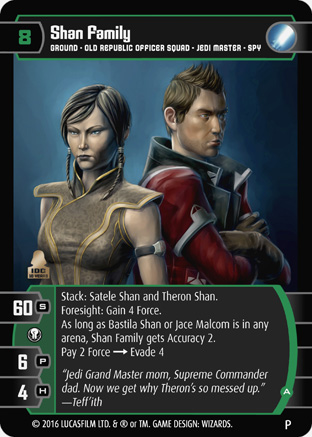 8
Shan Family
GROUND • OLD REPUBLIC OFFICER SQUAD • JEDI MASTER • SPY
IDC
60 S
Stack: Satele Shan and Theron Shan.
Foresight: Gain 4 Force.
As long as Bastila Shan or Jace Malcom is in any
arena, Shan Family gets Accuracy 2.
Pay 2 Force → Evade 4
6 P
4 H
"Jedi Grand Master mom, Supreme Commander
dad. Now we get why Theron's so messed up."
—Teff'ith
A
© 2016 LUCASFILM LTD. & ® or TM. GAME DESIGN: WIZARDS.
P